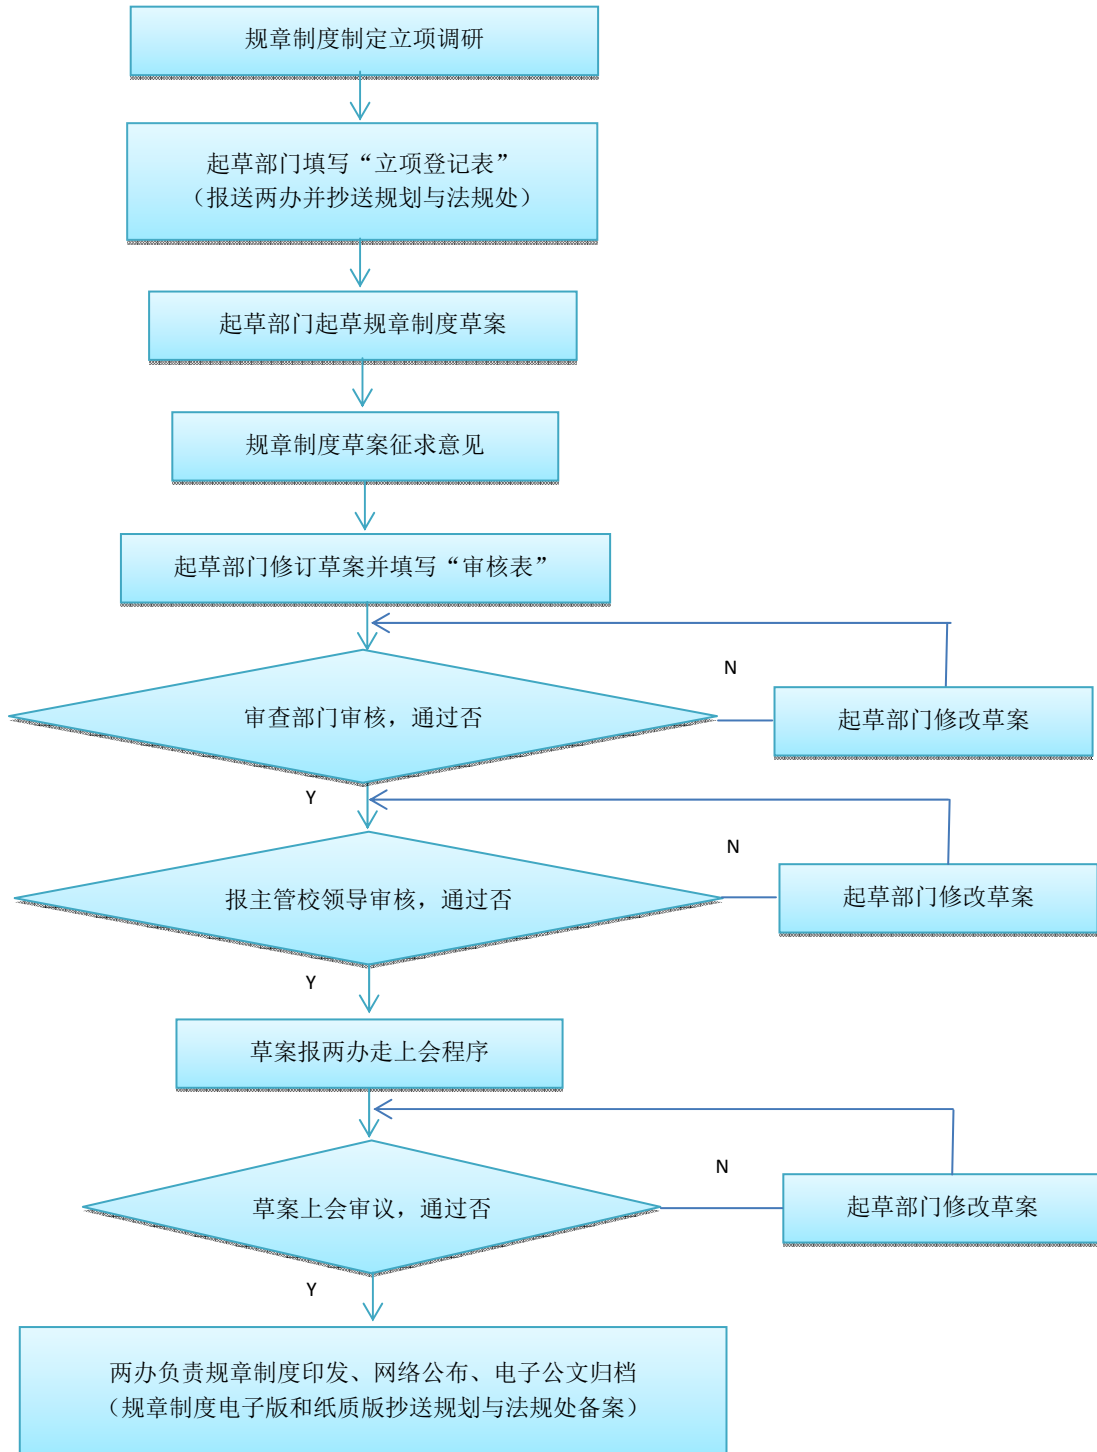 规章制度制定立项调研
起草部门填写“立项登记表”
（报送两办并抄送规划与法规处）
起草部门起草规章制度草案
规章制度草案征求意见
起草部门修订草案并填写“审核表”
N
审查部门审核，通过否
起草部门修改草案
Y
N
报主管校领导审核，通过否
起草部门修改草案
Y
草案报两办走上会程序
N
草案上会审议，通过否
起草部门修改草案
Y
两办负责规章制度印发、网络公布、电子公文归档
（规章制度电子版和纸质版抄送规划与法规处备案）